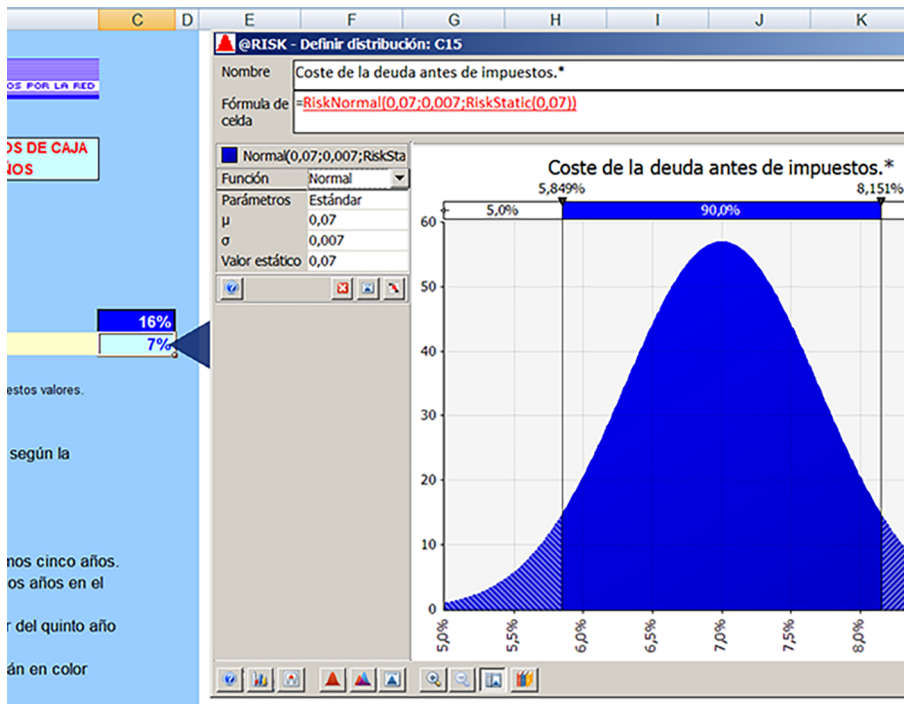 C D E F G H I J K
@RISK - Definir distribución: C15
OS POR LA RED
Nombre Coste de la deuda antes de impuestos.*
Fórmula de celda =RiskNormal(0,07;0,007;RiskStatic(0,07))
OS DE CAJA
ÑOS
Normal(0,07;0,007;RiskSta
Función Normal
Parámetros Estándar
μ 0,07
σ 0,007
Valor estático 0,07
Coste de la deuda antes de impuestos.*
5,849% 8,151%
5,0% 90,0%
60
50
40
30
20
10
0
5,0% 5,5% 6,0% 6,5% 7,0% 7,5% 8,0%
16%
7%
estos valores.
según la
mos cinco años.
os años en el
r del quinto año
án en color